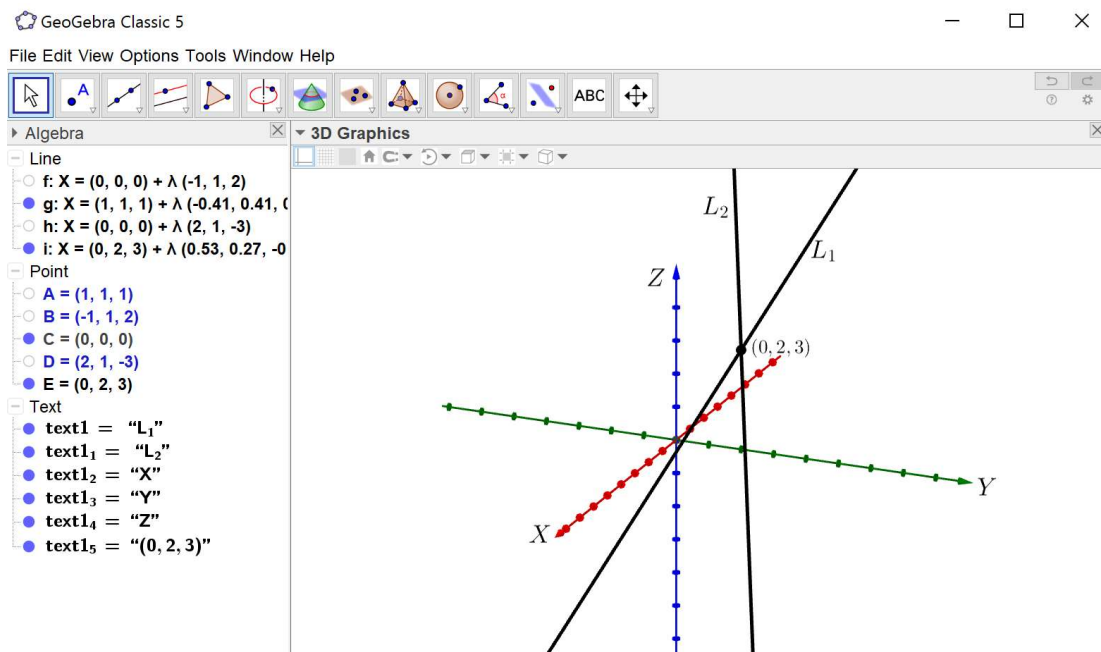 GeoGebra Classic 5
File Edit View Options Tools Window Help
A
α
ABC
Algebra
3D Graphics
Line
f: X = (0, 0, 0) + λ (-1, 1, 2)
g: X = (1, 1, 1) + λ (-0.41, 0.41, (
h: X = (0, 0, 0) + λ (2, 1, -3)
i: X = (0, 2, 3) + λ (0.53, 0.27, -0
Point
A = (1, 1, 1)
B = (-1, 1, 2)
C = (0, 0, 0)
D = (2, 1, -3)
E = (0, 2, 3)
Text
text1 = “L₁”
text1₁ = “L₂”
text1₂ = “X”
text1₃ = “Y”
text1₄ = “Z”
text1₅ = “(0, 2, 3)”
L₂
L₁
Z
(0, 2, 3)
Y
X